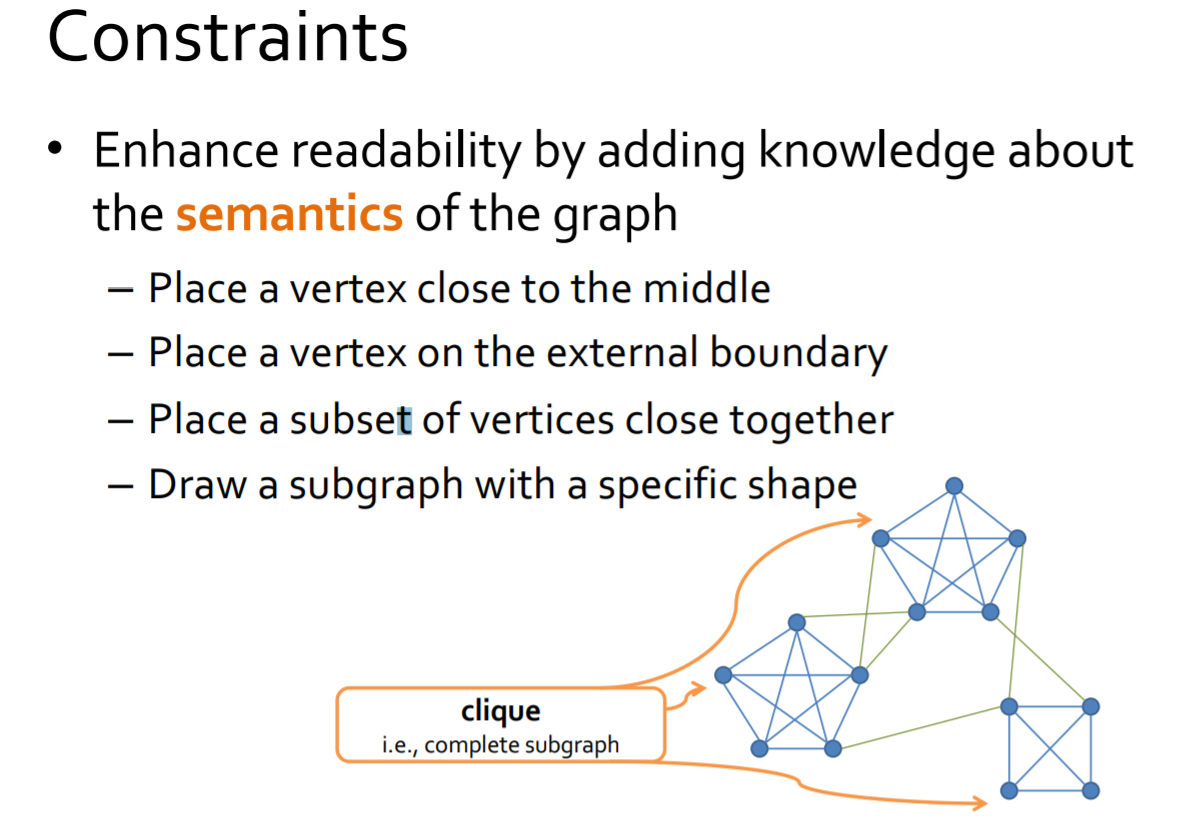 Constraints
• Enhance readability by adding knowledge about
the semantics of the graph
– Place a vertex close to the middle
– Place a vertex on the external boundary
– Place a subset of vertices close together
– Draw a subgraph with a specific shape
clique
i.e., complete subgraph